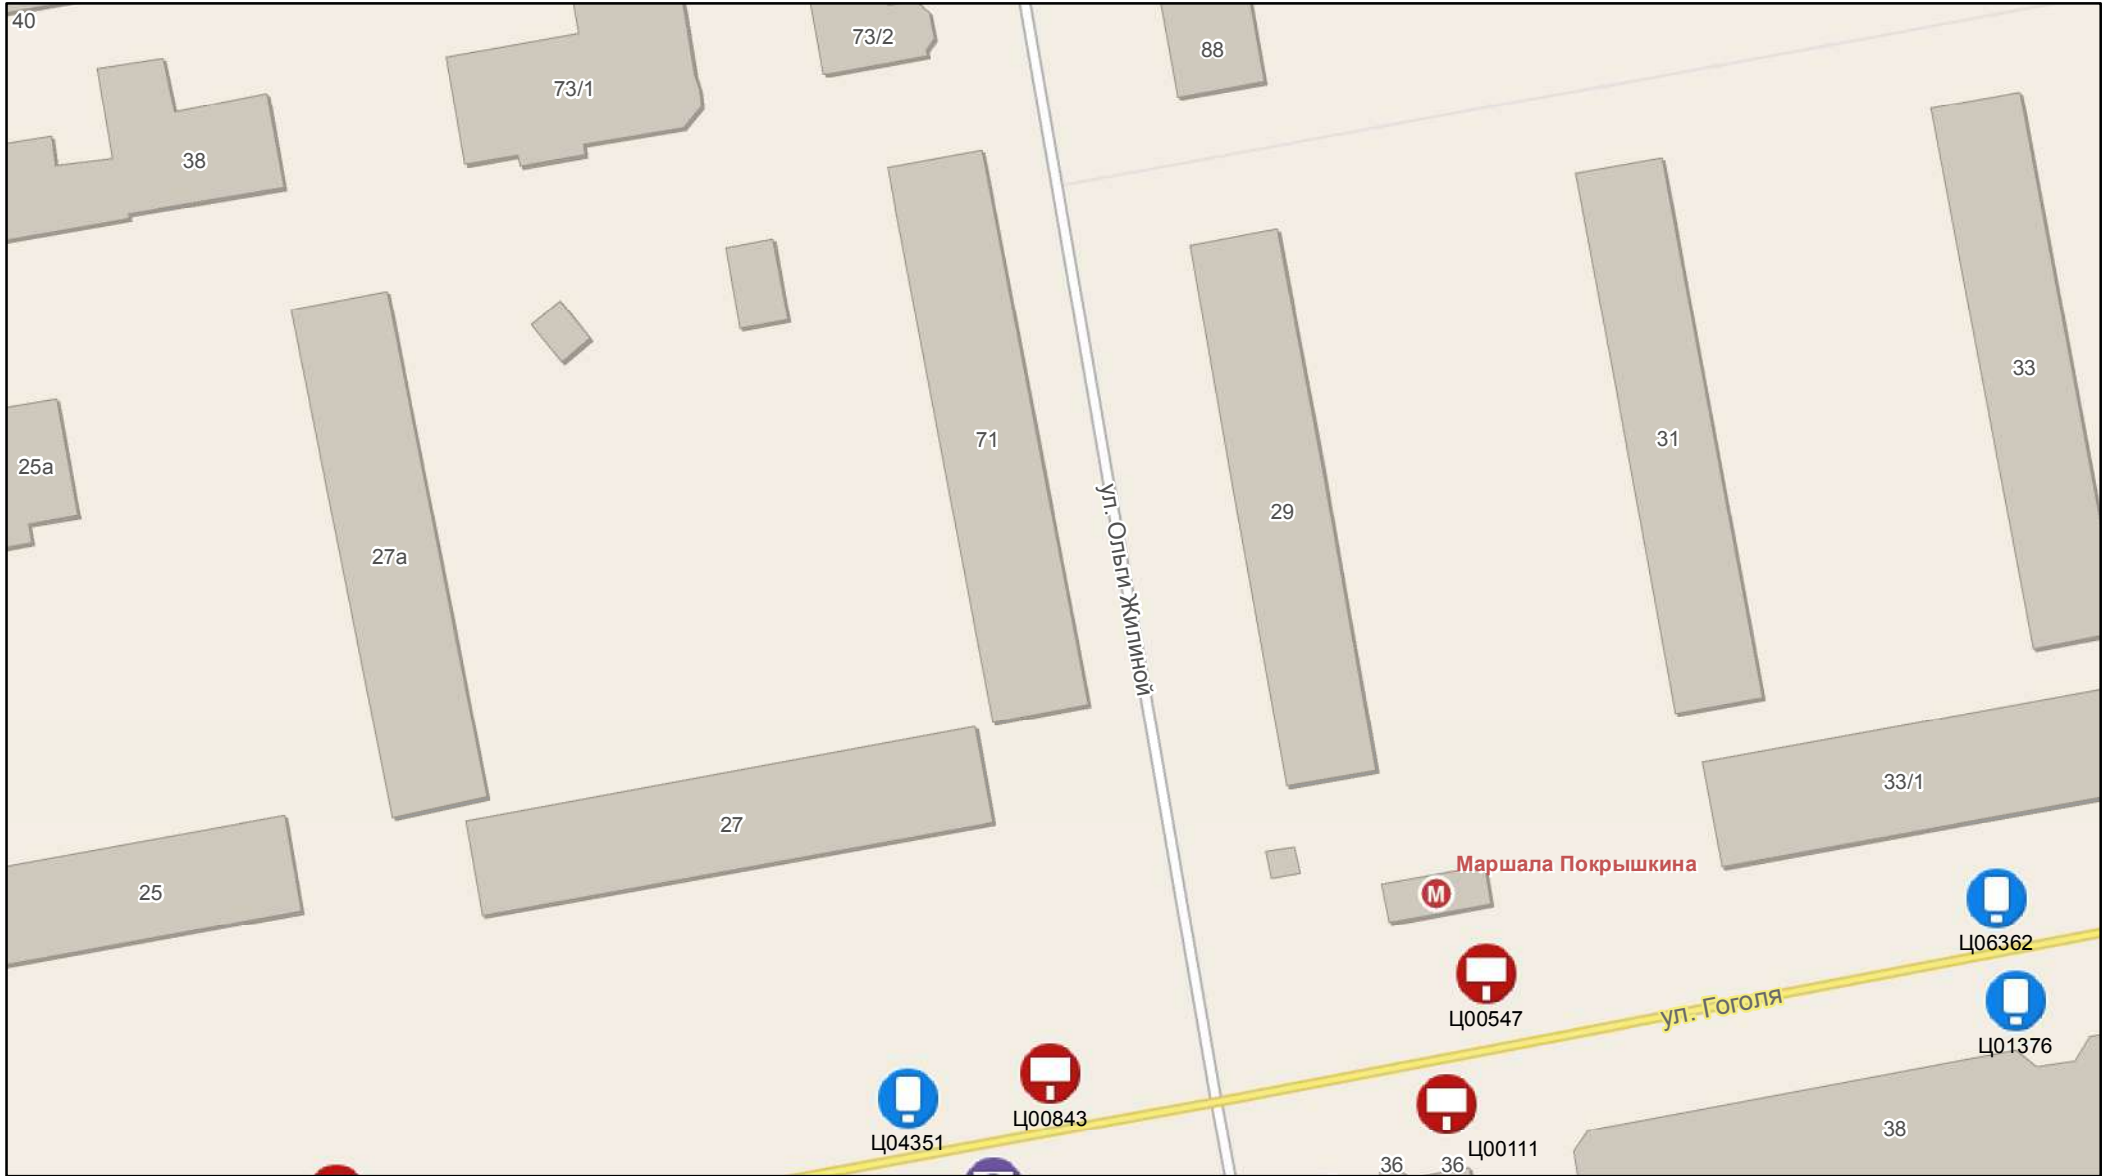 40
73/2
88
73/1
38
33
25а
71
31
29
27а
33/1
27
ул. Ольги Жилиной
Маршала Покрышкина
М
25
Ц06362
Ц00547
ул. Гоголя
Ц01376
Ц00843
Ц04351
Ц00111
38
36
36